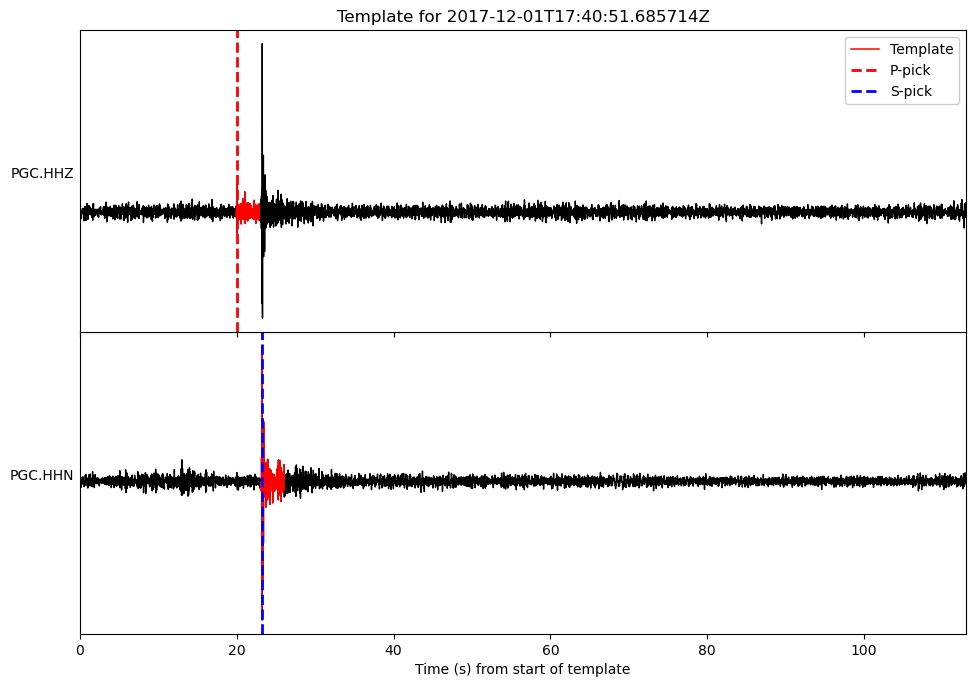 Template for 2017-12-01T17:40:51.685714Z
Template
P-pick
S-pick
PGC.HHZ
PGC.HHN
0 20 40 60 80 100
Time (s) from start of template